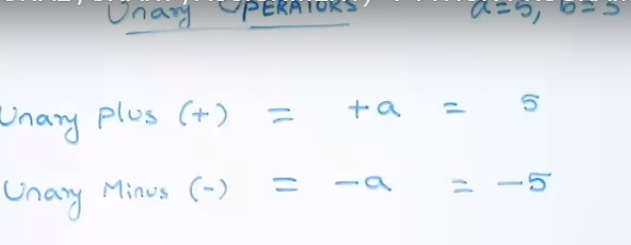 Unary OPERATORS a=5, b=3
Unary Plus (+) = +a = 5
Unary Minus (-) = -a = -5